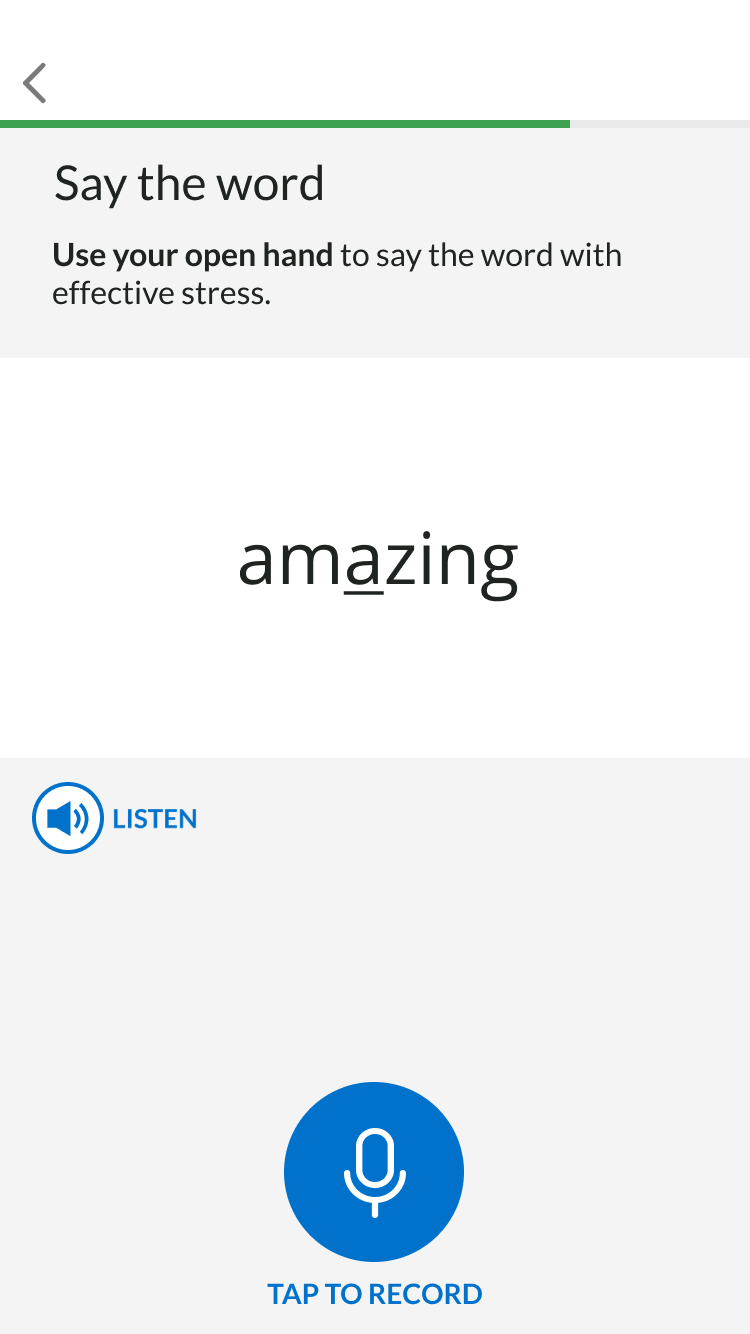 Say the word
Use your open hand to say the word with
effective stress.
amazing
LISTEN
TAP TO RECORD